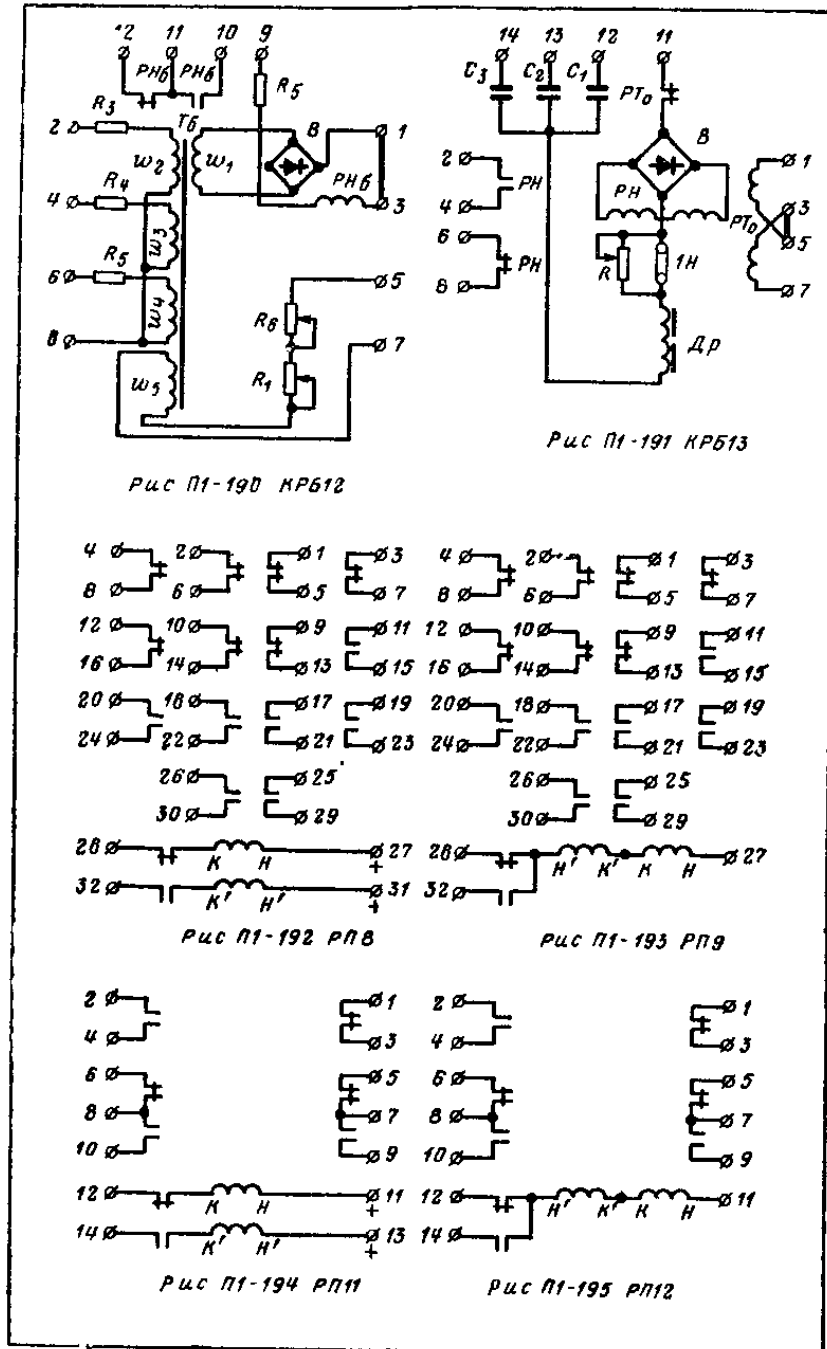 12 11 10 9
РНб РНб
R5
R3
2
Тб
B
1
w2 w1
R4
РНб
4
3
w3
R5
6
5
w4
R6
8
7
w5
R1
Рис П1-190 КРБ12
14 13 12 11
C3 C2 C1
РТо
B
2
РН
1
4
РН
3
РТо
6
5
РН
R
1Н
8
7
Др
Рис П1-191 КРБ13
4 2 1 3
8 6 5 7
12 10 9 11
16 14 13 15
20 18 17 19
24 22 21 23
26 25
30 29
28 К Н 27
+
32 К' Н' 31
+
Рис П1-192 РП8
4 2 1 3
8 6 5 7
12 10 9 11
16 14 13 15
20 18 17 19
24 22 21 23
26 25
30 29
28 Н' К' К Н 27
32
Рис П1-193 РП9
2 1
4 3
6 5
8 7
10 9
12 К Н 11
+
14 К' Н' 13
+
Рис П1-194 РП11
2 1
4 3
6 5
8 7
10 9
12 Н' К' К Н 11
14
Рис П1-195 РП12